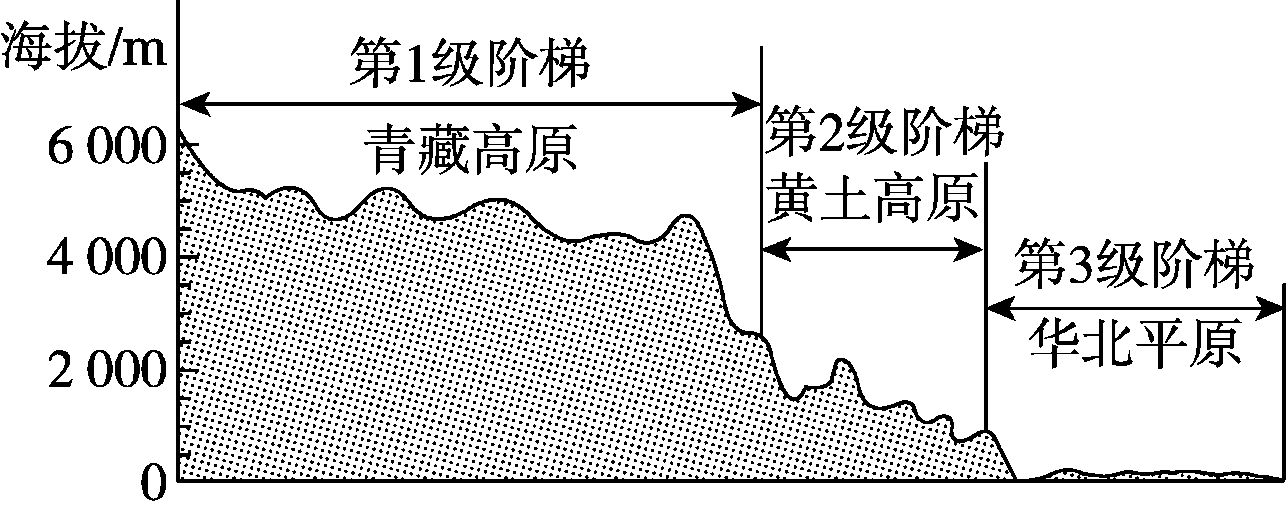 海拔/m
第1级阶梯
青藏高原
第2级阶梯
黄土高原
第3级阶梯
华北平原
6 000
4 000
2 000
0